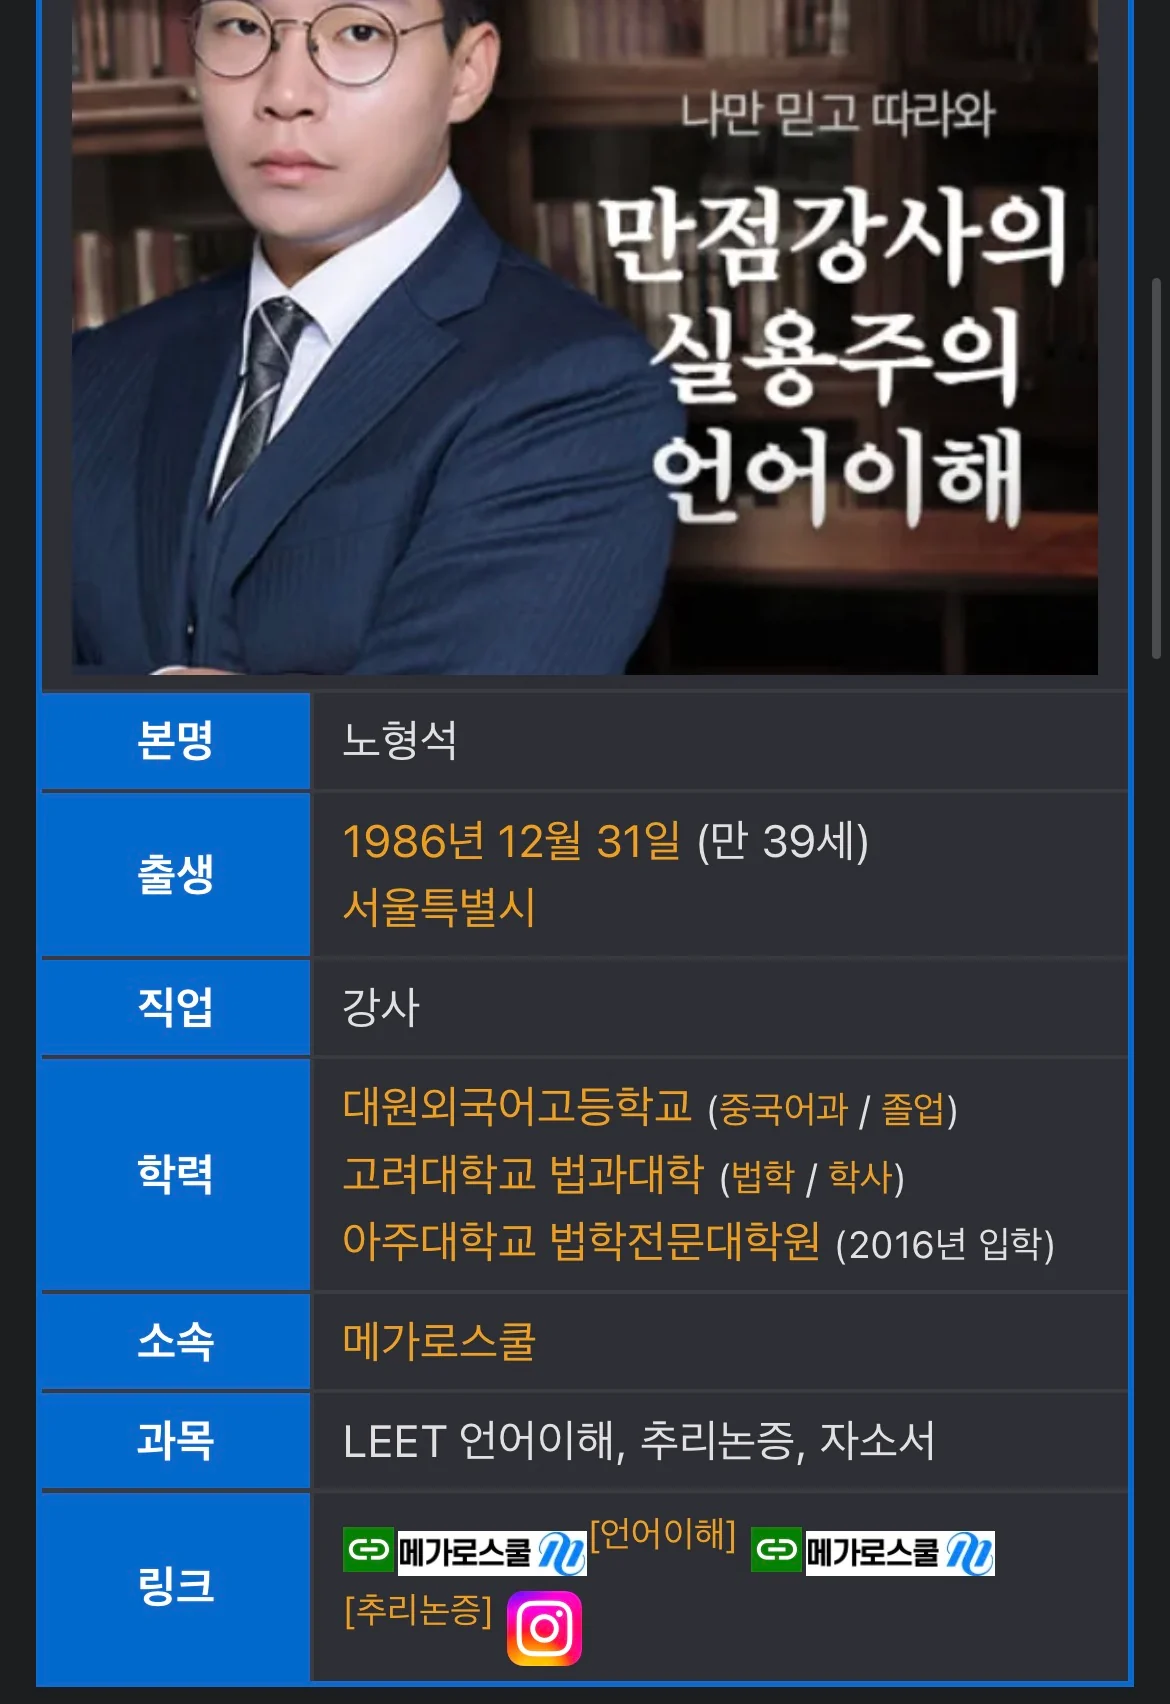 나만 믿고 따라와
만점강사의
실용주의
언어이해
본명
노형석
출생
1986년 12월 31일 (만 39세)
서울특별시
직업
강사
학력
대원외국어고등학교 (중국어과 / 졸업)
고려대학교 법과대학 (법학 / 학사)
아주대학교 법학전문대학원 (2016년 입학)
소속
메가로스쿨
과목
LEET 언어이해, 추리논증, 자소서
링크
메가로스쿨 [언어이해] 메가로스쿨
[추리논증]